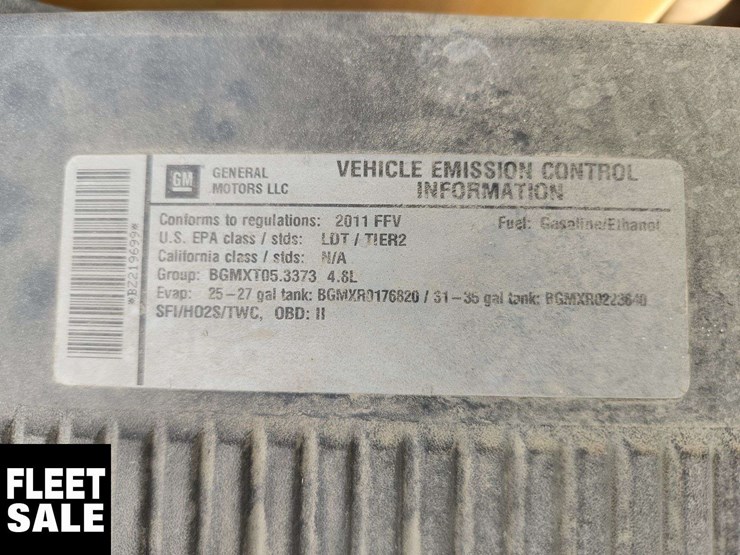 GM GENERAL MOTORS LLC
VEHICLE EMISSION CONTROL
INFORMATION
Conforms to regulations: 2011 FFV
Fuel: Gasoline/Ethanol
U.S. EPA class / stds: LDT / TIER2
California class / stds: N/A
Group: BGMXT05.3373 4.8L
Evap: 25-27 gal tank: BGMXR0176820 / 31-35 gal tank: BGMXR0223640
SFI/HO2S/TWC, OBD: II
*BZ219699*
FLEET
SALE